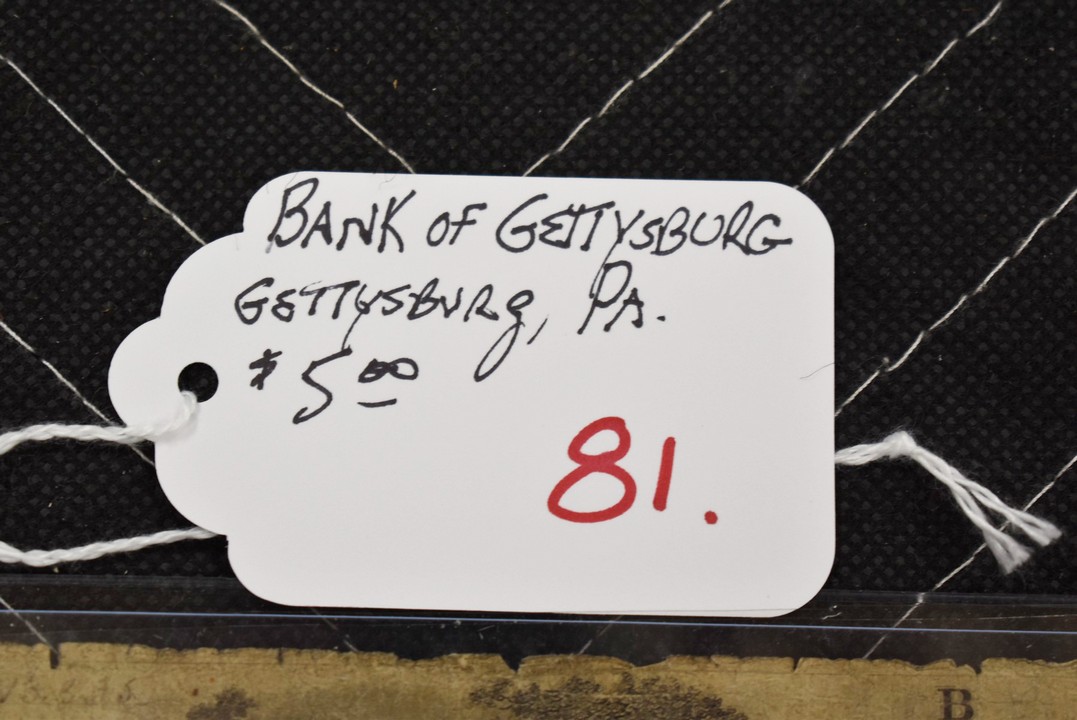 BANK OF GETTYSBURG
GETTYSBURG, PA.
$5.00
81.
B